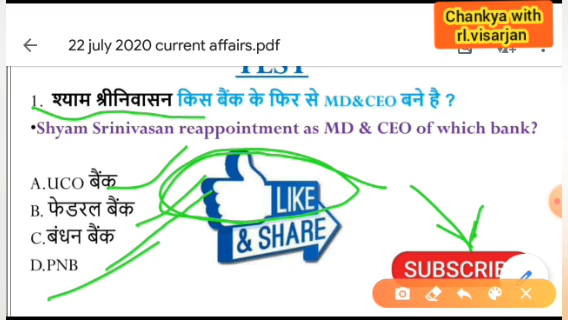 Chankya with
rl.visarjan
22 july 2020 current affairs.pdf
TEST
1. श्याम श्रीनिवासन किस बैंक के फिर से MD&CEO बने है ?
•Shyam Srinivasan reappointment as MD & CEO of which bank?
A.UCO बैंक
B. फेडरल बैंक
C.बंधन बैंक
D.PNB
LIKE
& SHARE